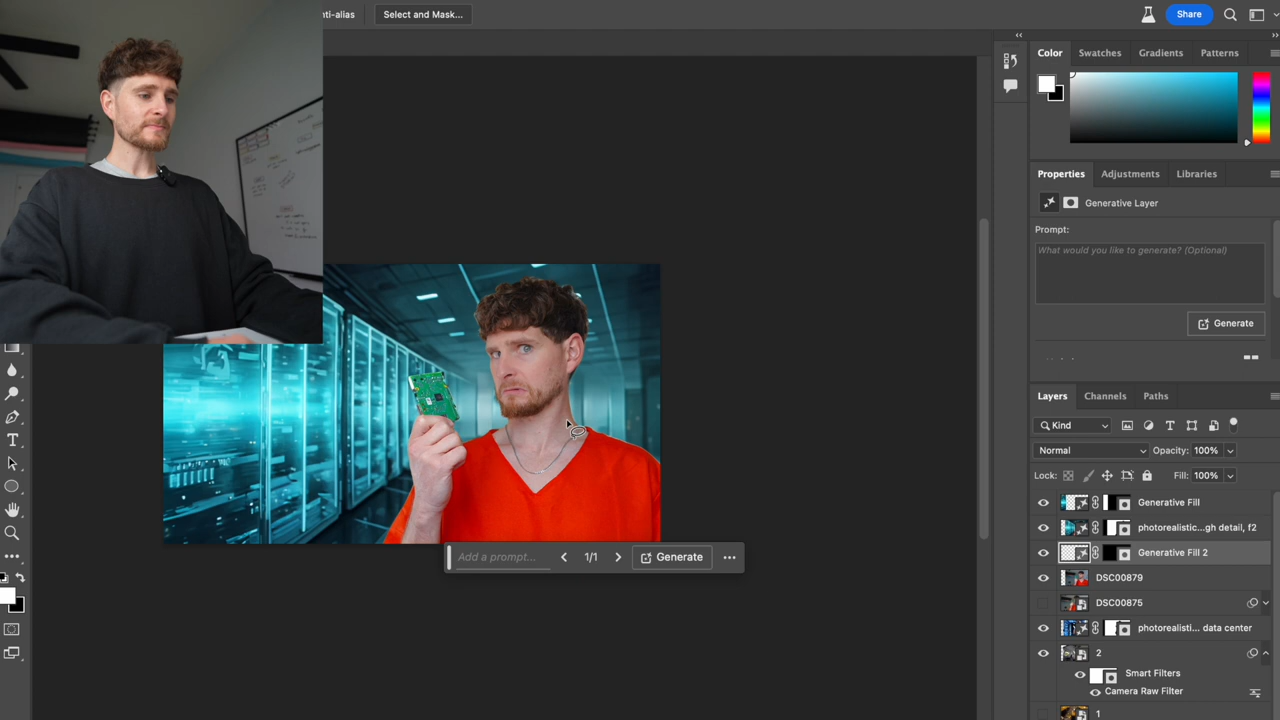 nti-alias
Select and Mask...
Share
Color
Swatches
Gradients
Patterns
Properties
Adjustments
Libraries
Generative Layer
Prompt:
What would you like to generate? (Optional)
Generate
Layers
Channels
Paths
Kind
Normal
Opacity: 100%
Lock:
Fill: 100%
Generative Fill
photorealistic...gh detail, f2
Generative Fill 2
DSC00879
DSC00875
photorealisti... data center
2
Smart Filters
Camera Raw Filter
1
Add a prompt...
1/1
Generate